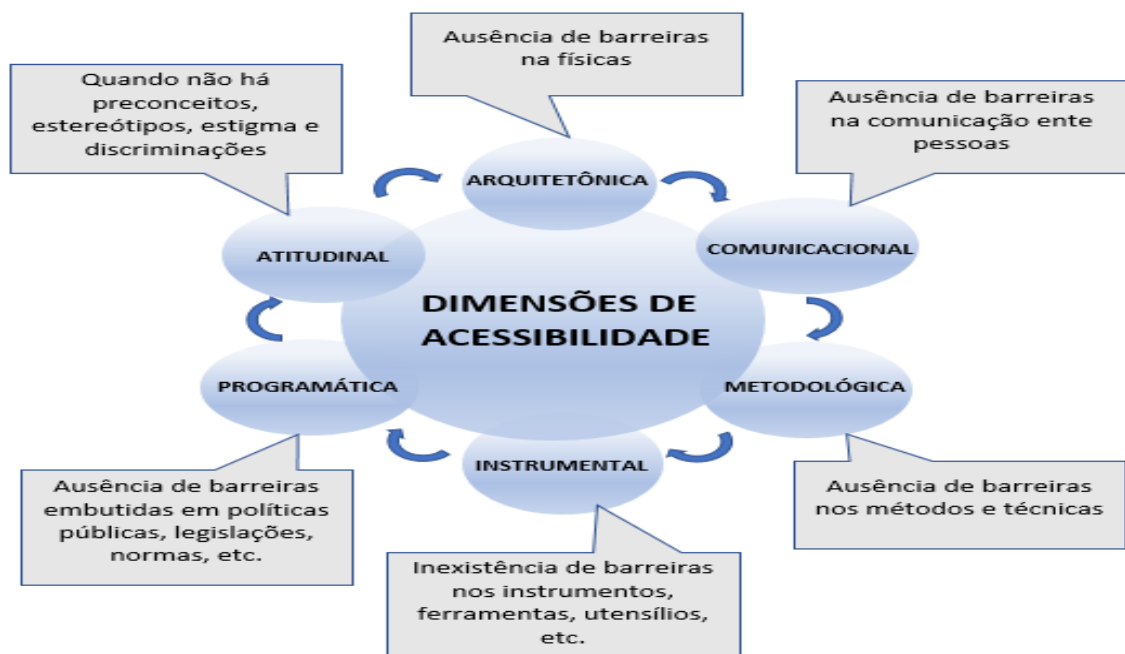 Ausência de barreiras
na físicas
Quando não há
preconceitos,
estereótipos, estigma e
discriminações
Ausência de barreiras
na comunicação ente
pessoas
ARQUITETÔNICA
ATITUDINAL
COMUNICACIONAL
DIMENSÕES DE
ACESSIBILIDADE
PROGRAMÁTICA
METODOLÓGICA
INSTRUMENTAL
Ausência de barreiras
embutidas em políticas
públicas, legislações,
normas, etc.
Ausência de barreiras
nos métodos e técnicas
Inexistência de barreiras
nos instrumentos,
ferramentas, utensílios,
etc.